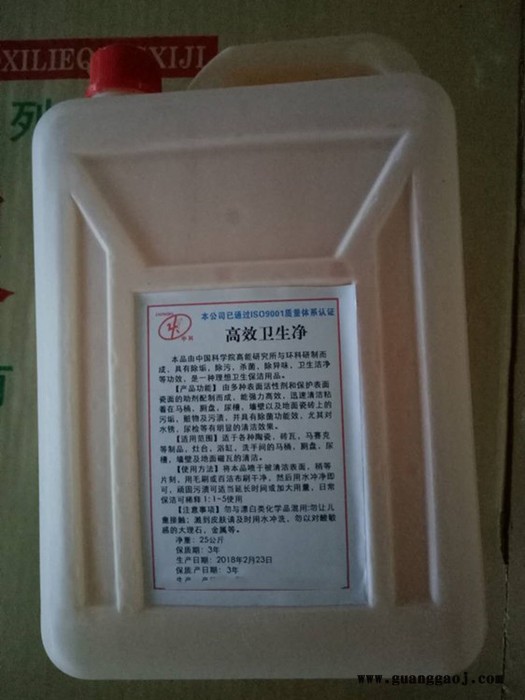 XILIEQ XIJI
列
本公司已通过ISO9001质量体系认证
高效卫生净
本品由中国科学院高能研究所与环科研制而
成，具有除垢，除污，杀菌，除异味，卫生洁净
等功效，是一种理想卫生保洁用品。
【产品功能】 由多种表面活性剂和保护表面
瓷面的助剂配制而成，能强力高效，迅速清洁粘
着在马桶，厕盘，尿槽，墙壁以及地面瓷砖上的
污垢，脏物及污渍，并具有除菌功能效，尤其对
水锈，尿检等有明显的清洁效果。
【适用范围】适于各种陶瓷，砖瓦，马赛克
等制品，灶台，浴缸，洗手间的马桶，厕盘，尿
槽，墙壁及地面磁瓦的清洁。
【使用方法】将本品喷于被清洁表面，稍等
片刻，用毛刷或百洁布刷干净，然后用水冲净即
可，顽固污渍可适当延长时间或加大用量，日常
保洁可稀释1：1-5使用
【注意事项】勿与漂白类化学品混用:勿让儿
童接触；溅到皮肤请及时用水冲洗，勿以对酸敏
感的大理石，金属等。
净重：25公斤
保质期：3年
生产日期：2018年2月23日
保质产日期：3年
www.guanggaoj.com